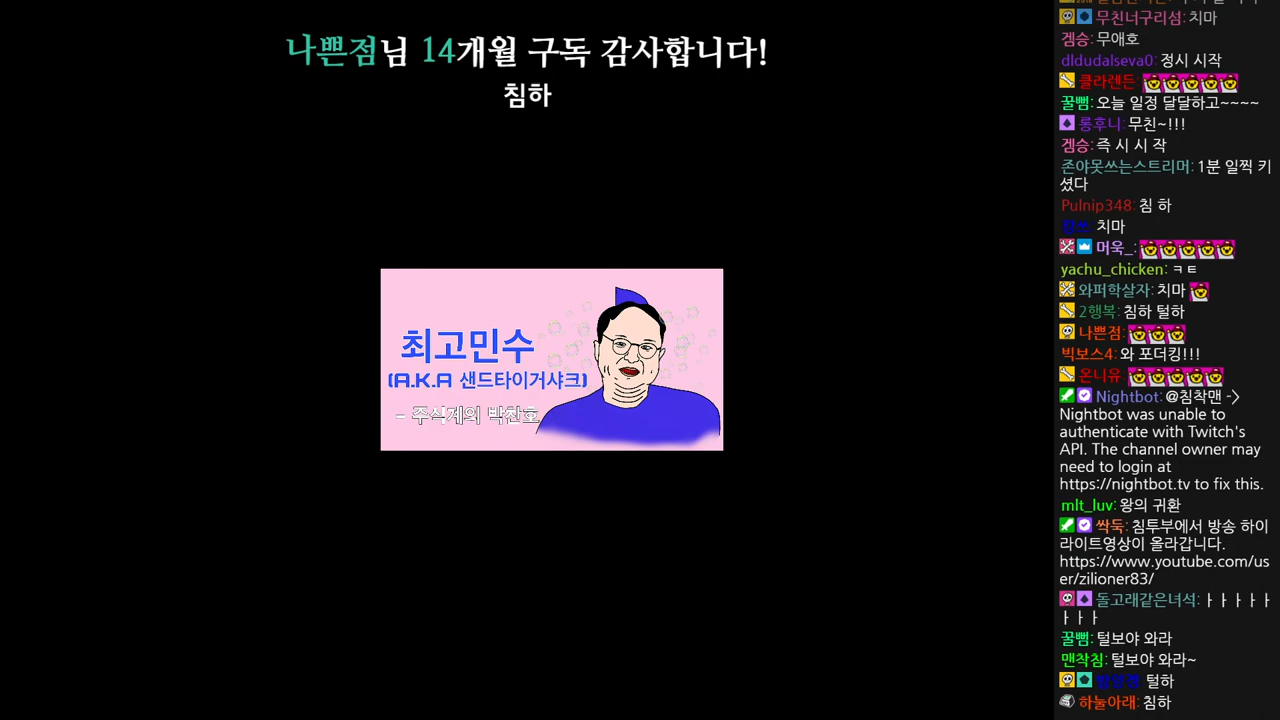 나쁜점님 14개월 구독 감사합니다!
침하
최고민수
(A.K.A 샌드타이거샤크)
- 주식계의 박찬호
무친너구리섬: 치마
겜승: 무애호
dldudalseva0: 정시 시작
클라렌든:
꿀뻠: 오늘 일정 달달하고~~~~
롱후니: 무친~!!!
겜승: 즉 시 시 작
존야못쓰는스트리머: 1분 일찍 키
셨다
Pulnip348: 침 하
치마
머욱_:
yachu_chicken: ㅋㅌ
와퍼학살자: 치마
2행복: 침하 털하
나쁜점:
빅보스4: 와 포더킹!!!
온니유:
Nightbot: @침착맨 ->
Nightbot was unable to
authenticate with Twitch's
API. The channel owner may
need to login at
https://nightbot.tv to fix this.
mlt_luv: 왕의 귀환
싹둑: 침투부에서 방송 하이
라이트영상이 올라갑니다.
https://www.youtube.com/us
er/zilioner83/
돌고래같은녀석: ㅏㅏㅏㅏㅏ
ㅏㅏㅏ
꿀뻠: 털보야 와라
맨착침: 털보야 와라~
털하
하눌아래: 침하